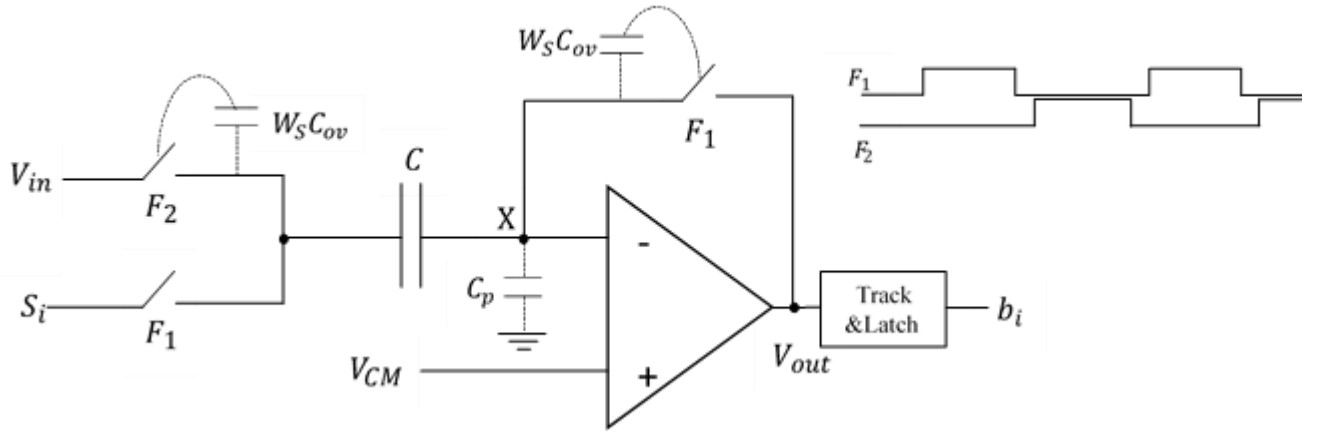 W_S C_ov
F_1
F_2
W_S C_ov
C
F_1
V_in
F_2
X
-
S_i
F_1
C_p
Track
&Latch
b_i
V_CM
+
V_out